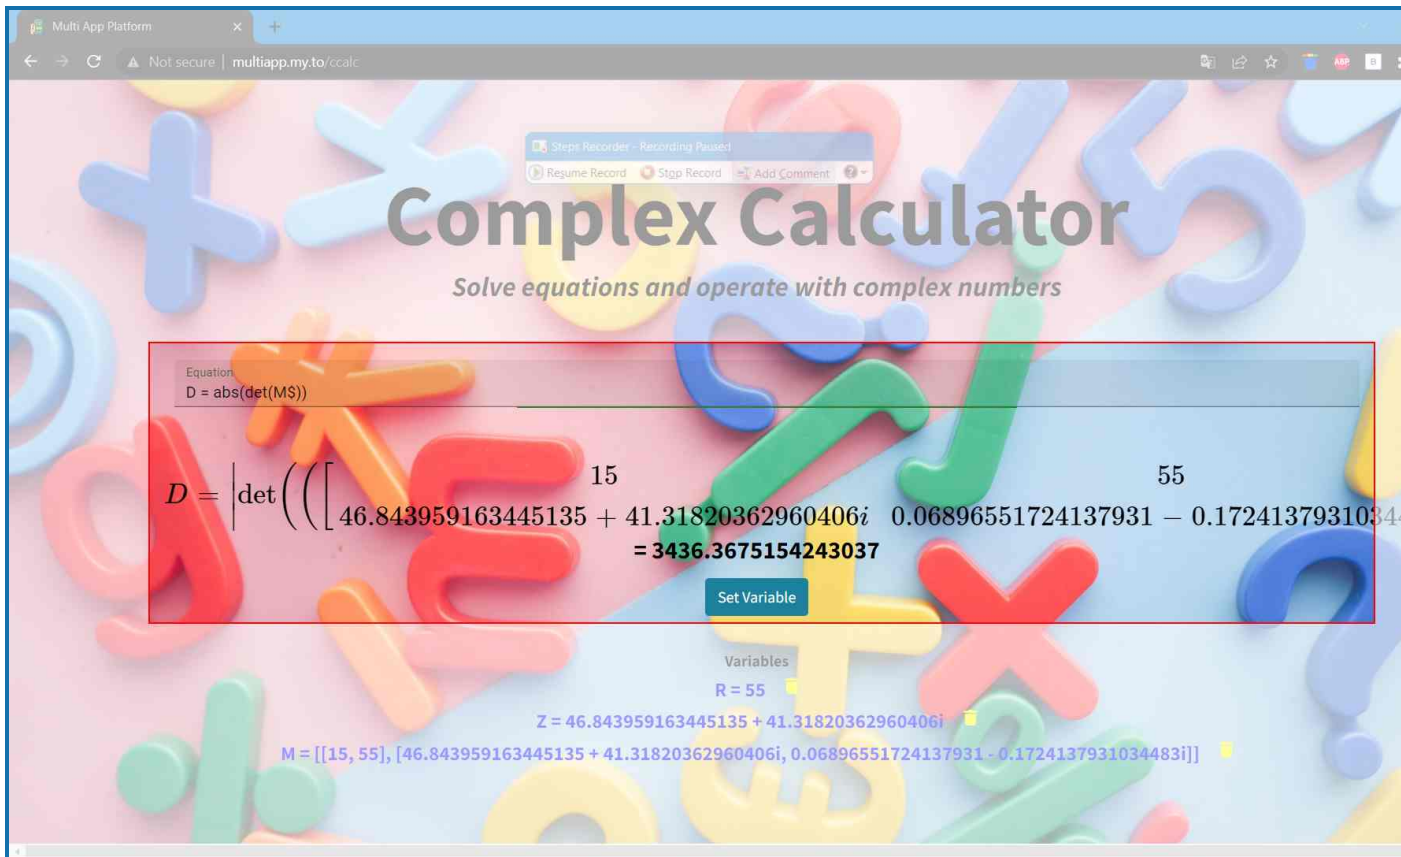 Multi App Platform
Not secure | multiapp.my.to/ccalc
ABP
B
Steps Recorder - Recording Paused
Resume Record Stop Record Add Comment
Complex Calculator
Solve equations and operate with complex numbers
Equation
D = abs(det(M$))
D = |det(([ 15 55
46.843959163445135 + 41.31820362960406i 0.06896551724137931 − 0.17241379310344
= 3436.3675154243037
Set Variable
Variables
R = 55
Z = 46.843959163445135 + 41.31820362960406i
M = [[15, 55], [46.843959163445135 + 41.31820362960406i, 0.06896551724137931 - 0.1724137931034483i]]